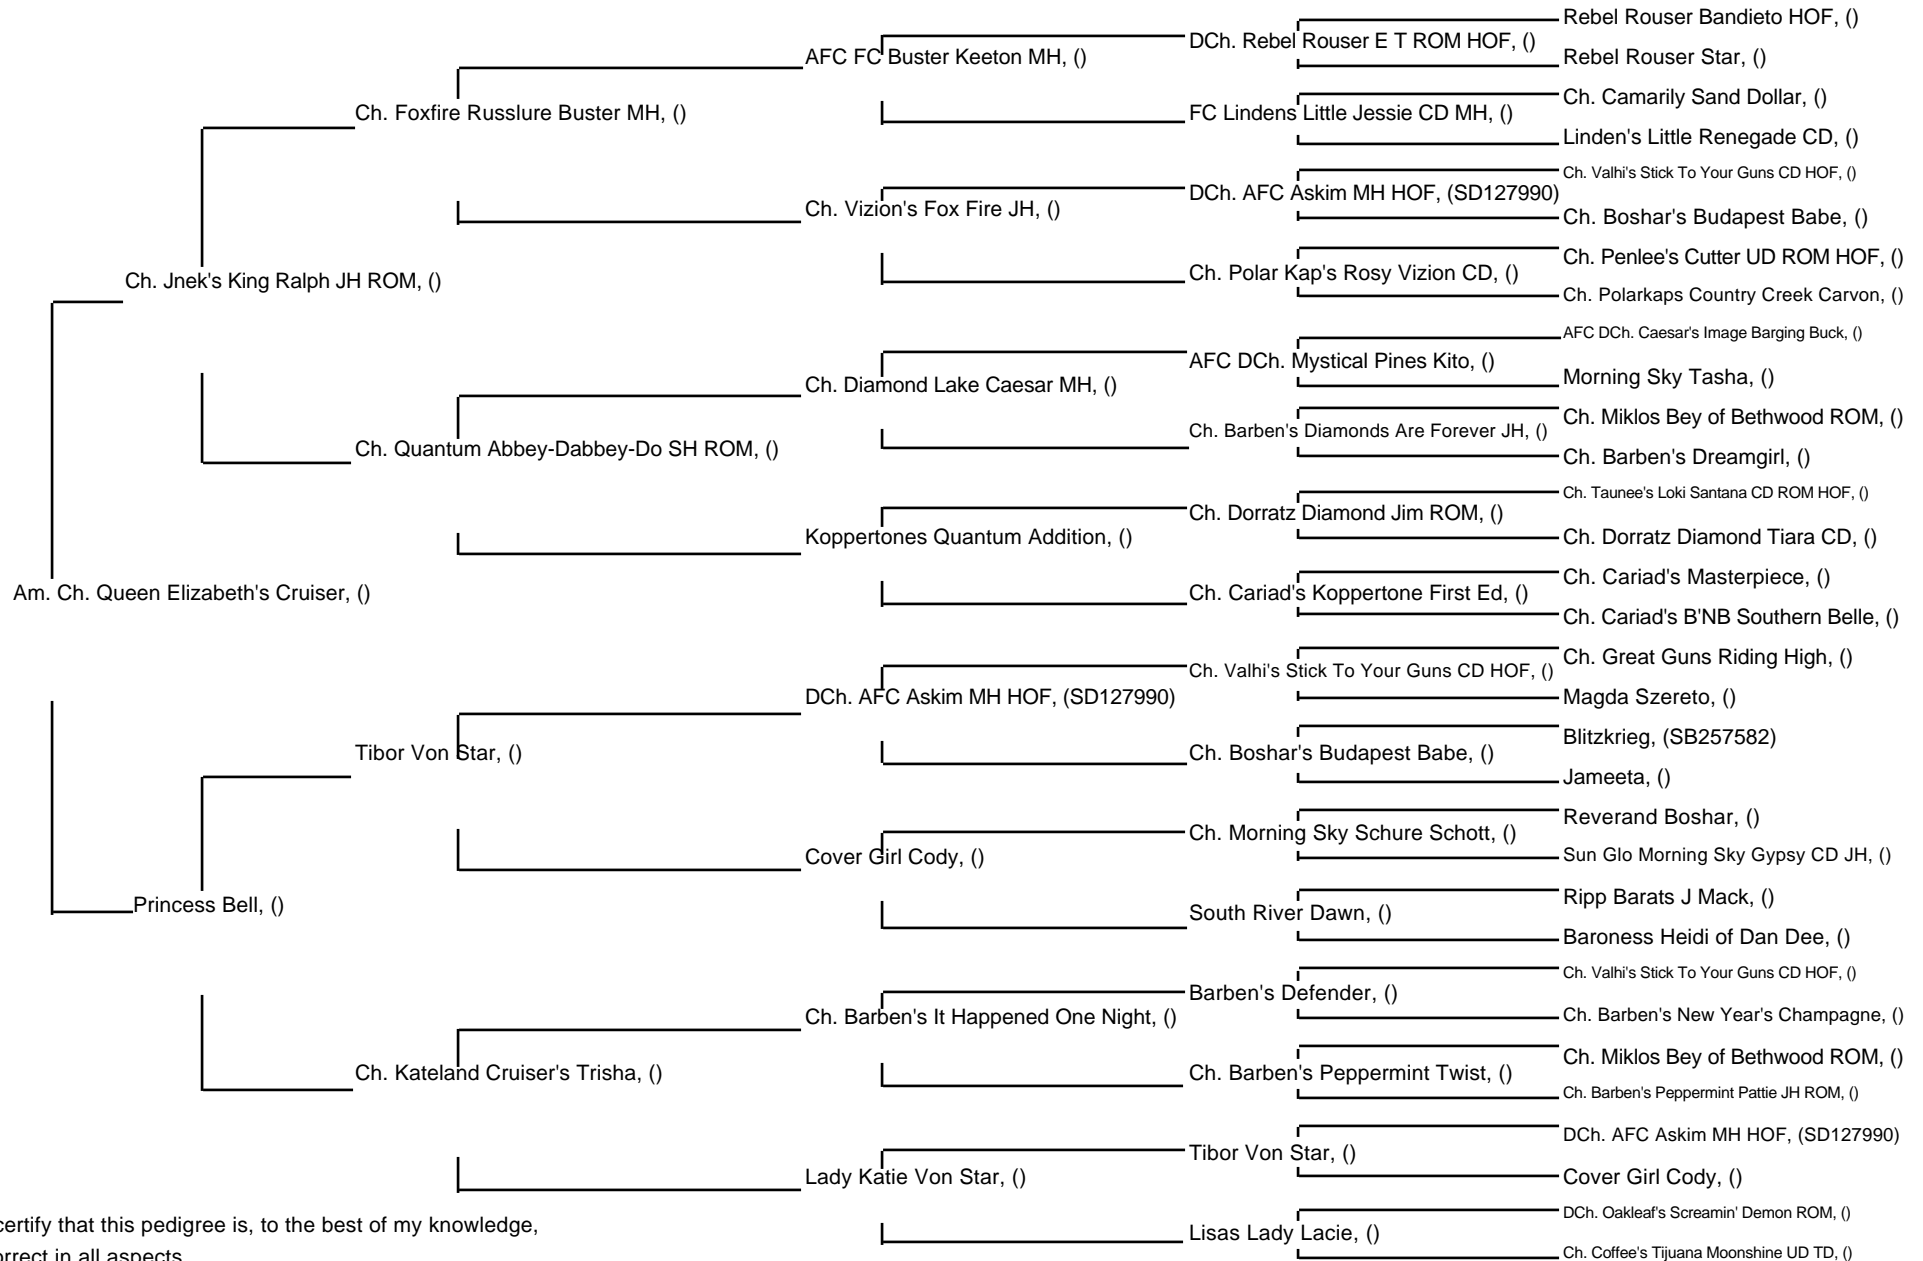 Rebel Rouser Bandieto HOF, ()
DCh. Rebel Rouser E T ROM HOF, ()
AFC FC Buster Keeton MH, ()
Rebel Rouser Star, ()
Ch. Camarily Sand Dollar, ()
Ch. Foxfire Russlure Buster MH, ()
FC Lindens Little Jessie CD MH, ()
Linden's Little Renegade CD, ()
Ch. Valhi's Stick To Your Guns CD HOF, ()
DCh. AFC Askim MH HOF, (SD127990)
Ch. Vizion's Fox Fire JH, ()
Ch. Boshar's Budapest Babe, ()
Ch. Penlee's Cutter UD ROM HOF, ()
Ch. Polar Kap's Rosy Vizion CD, ()
Ch. Jnek's King Ralph JH ROM, ()
Ch. Polarkaps Country Creek Carvon, ()
AFC DCh. Caesar's Image Barging Buck, ()
AFC DCh. Mystical Pines Kito, ()
Ch. Diamond Lake Caesar MH, ()
Morning Sky Tasha, ()
Ch. Miklos Bey of Bethwood ROM, ()
Ch. Barben's Diamonds Are Forever JH, ()
Ch. Quantum Abbey-Dabbey-Do SH ROM, ()
Ch. Barben's Dreamgirl, ()
Ch. Taunee's Loki Santana CD ROM HOF, ()
Ch. Dorratz Diamond Jim ROM, ()
Koppertones Quantum Addition, ()
Ch. Dorratz Diamond Tiara CD, ()
Ch. Cariad's Masterpiece, ()
Am. Ch. Queen Elizabeth's Cruiser, ()
Ch. Cariad's Koppertone First Ed, ()
Ch. Cariad's B'NB Southern Belle, ()
Ch. Great Guns Riding High, ()
Ch. Valhi's Stick To Your Guns CD HOF, ()
DCh. AFC Askim MH HOF, (SD127990)
Magda Szereto, ()
Blitzkrieg, (SB257582)
Tibor Von Star, ()
Ch. Boshar's Budapest Babe, ()
Jameeta, ()
Reverand Boshar, ()
Ch. Morning Sky Schure Schott, ()
Cover Girl Cody, ()
Sun Glo Morning Sky Gypsy CD JH, ()
Ripp Barats J Mack, ()
Princess Bell, ()
South River Dawn, ()
Baroness Heidi of Dan Dee, ()
Ch. Valhi's Stick To Your Guns CD HOF, ()
Barben's Defender, ()
Ch. Barben's It Happened One Night, ()
Ch. Barben's New Year's Champagne, ()
Ch. Miklos Bey of Bethwood ROM, ()
Ch. Kateland Cruiser's Trisha, ()
Ch. Barben's Peppermint Twist, ()
Ch. Barben's Peppermint Pattie JH ROM, ()
DCh. AFC Askim MH HOF, (SD127990)
Tibor Von Star, ()
Lady Katie Von Star, ()
Cover Girl Cody, ()
DCh. Oakleaf's Screamin' Demon ROM, ()
Lisas Lady Lacie, ()
Ch. Coffee's Tijuana Moonshine UD TD, ()
certify that this pedigree is, to the best of my knowledge,
orrect in all aspects